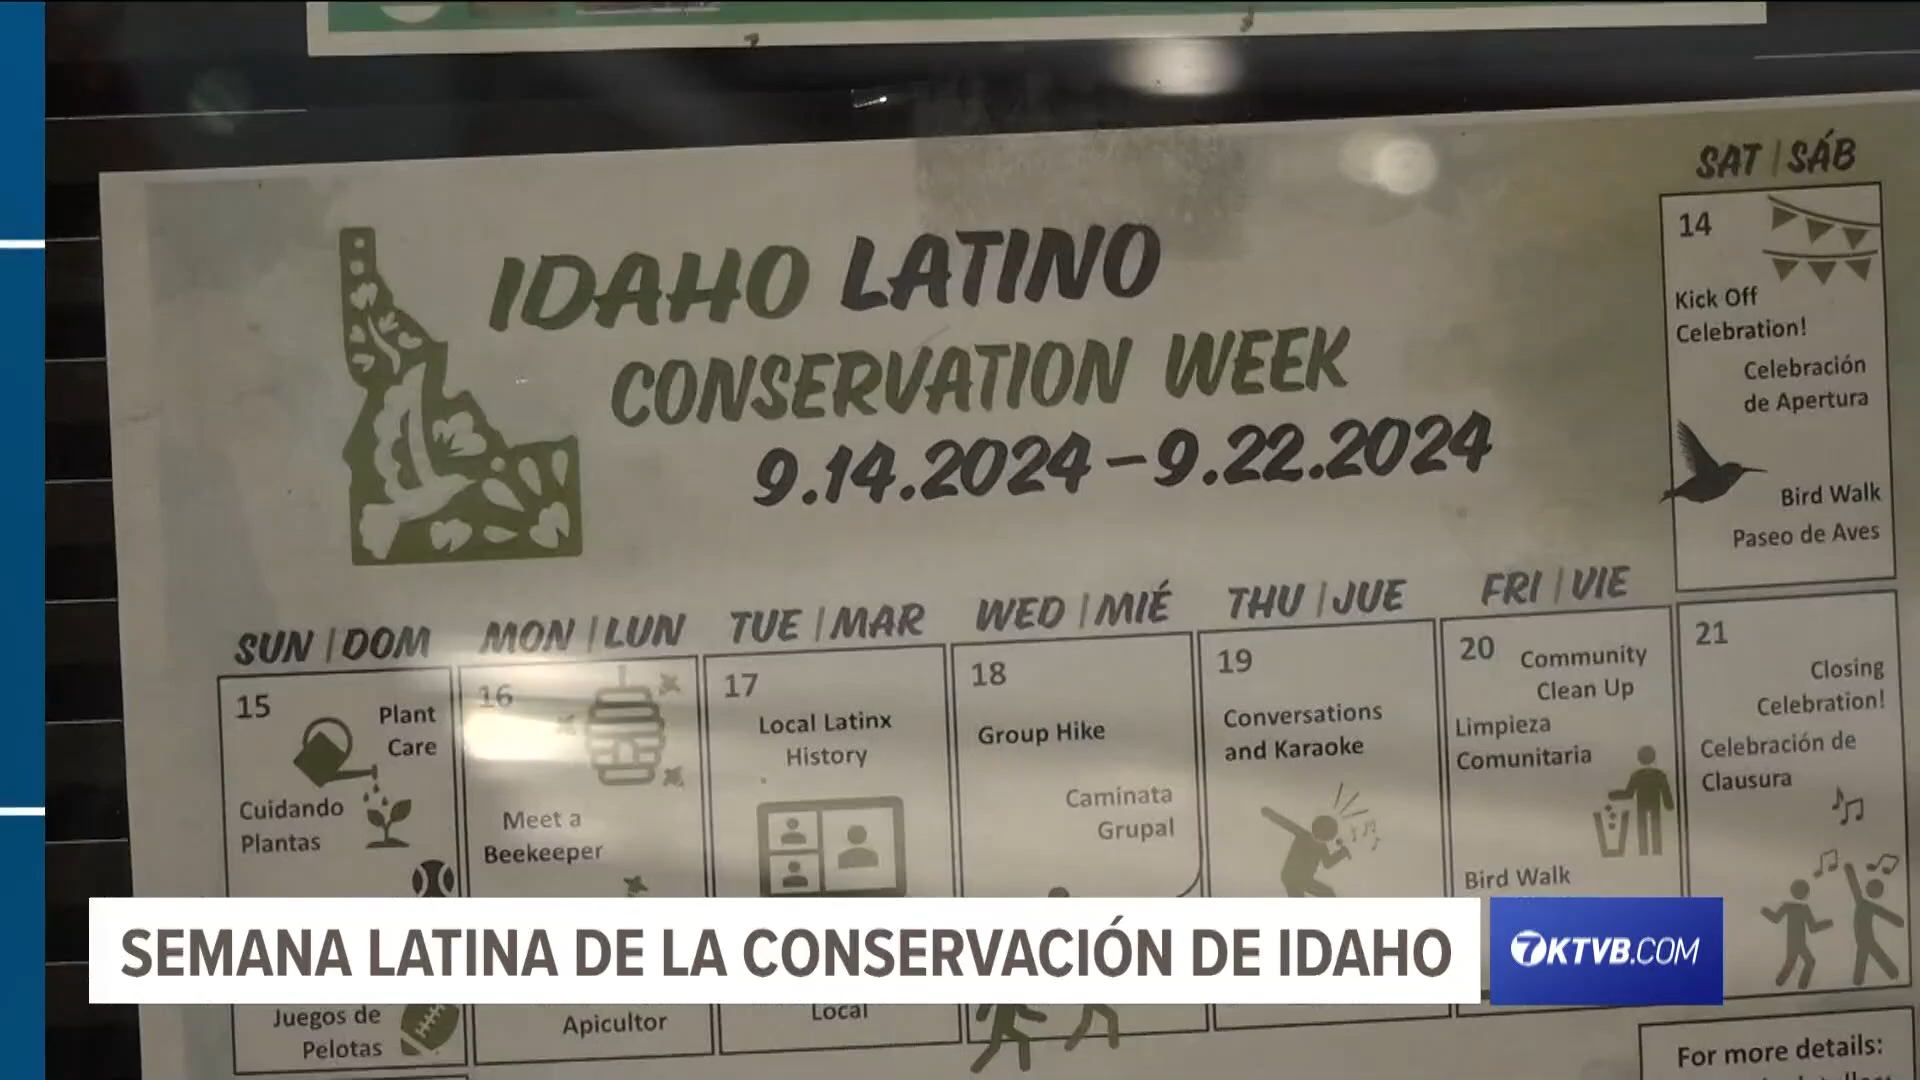 IDAHO LATINO
CONSERVATION WEEK
9.14.2024-9.22.2024
SAT | SÁB
14
Kick Off
Celebration!
Celebración
de Apertura
Bird Walk
Paseo de Aves
SUN | DOM
MON | LUN
TUE | MAR
WED | MIÉ
THU | JUE
FRI | VIE
15
Plant
Care
Cuidando
Plantas
Juegos de
Pelotas
16
Meet a
Beekeeper
Apicultor
17
Local Latinx
History
Local
18
Group Hike
Caminata
Grupal
19
Conversations
and Karaoke
20
Community
Clean Up
Limpieza
Comunitaria
Bird Walk
21
Closing
Celebration!
Celebración de
Clausura
For more details:
SEMANA LATINA DE LA CONSERVACIÓN DE IDAHO
7KTVB.COM